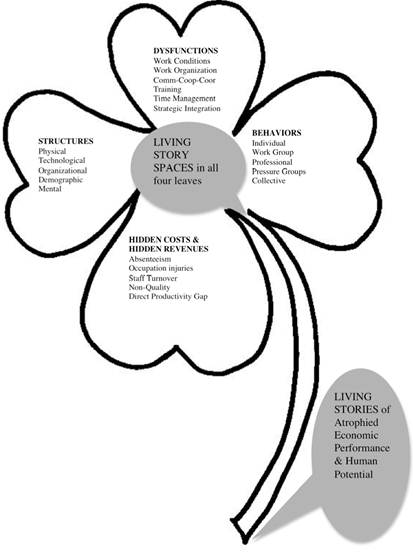 DYSFUNCTIONS
Work Conditions
Work Organization
Comm-Coop-Coor
Training
Time Management
Strategic Integration
STRUCTURES
Physical
Technological
Organizational
Demographic
Mental
LIVING
STORY
SPACES in all
four leaves
BEHAVIORS
Individual
Work Group
Professional
Pressure Groups
Collective
HIDDEN COSTS &
HIDDEN REVENUES
Absenteeism
Occupation injuries
Staff Turnover
Non-Quality
Direct Productivity Gap
LIVING
STORIES of
Atrophied
Economic
Performance
& Human
Potential